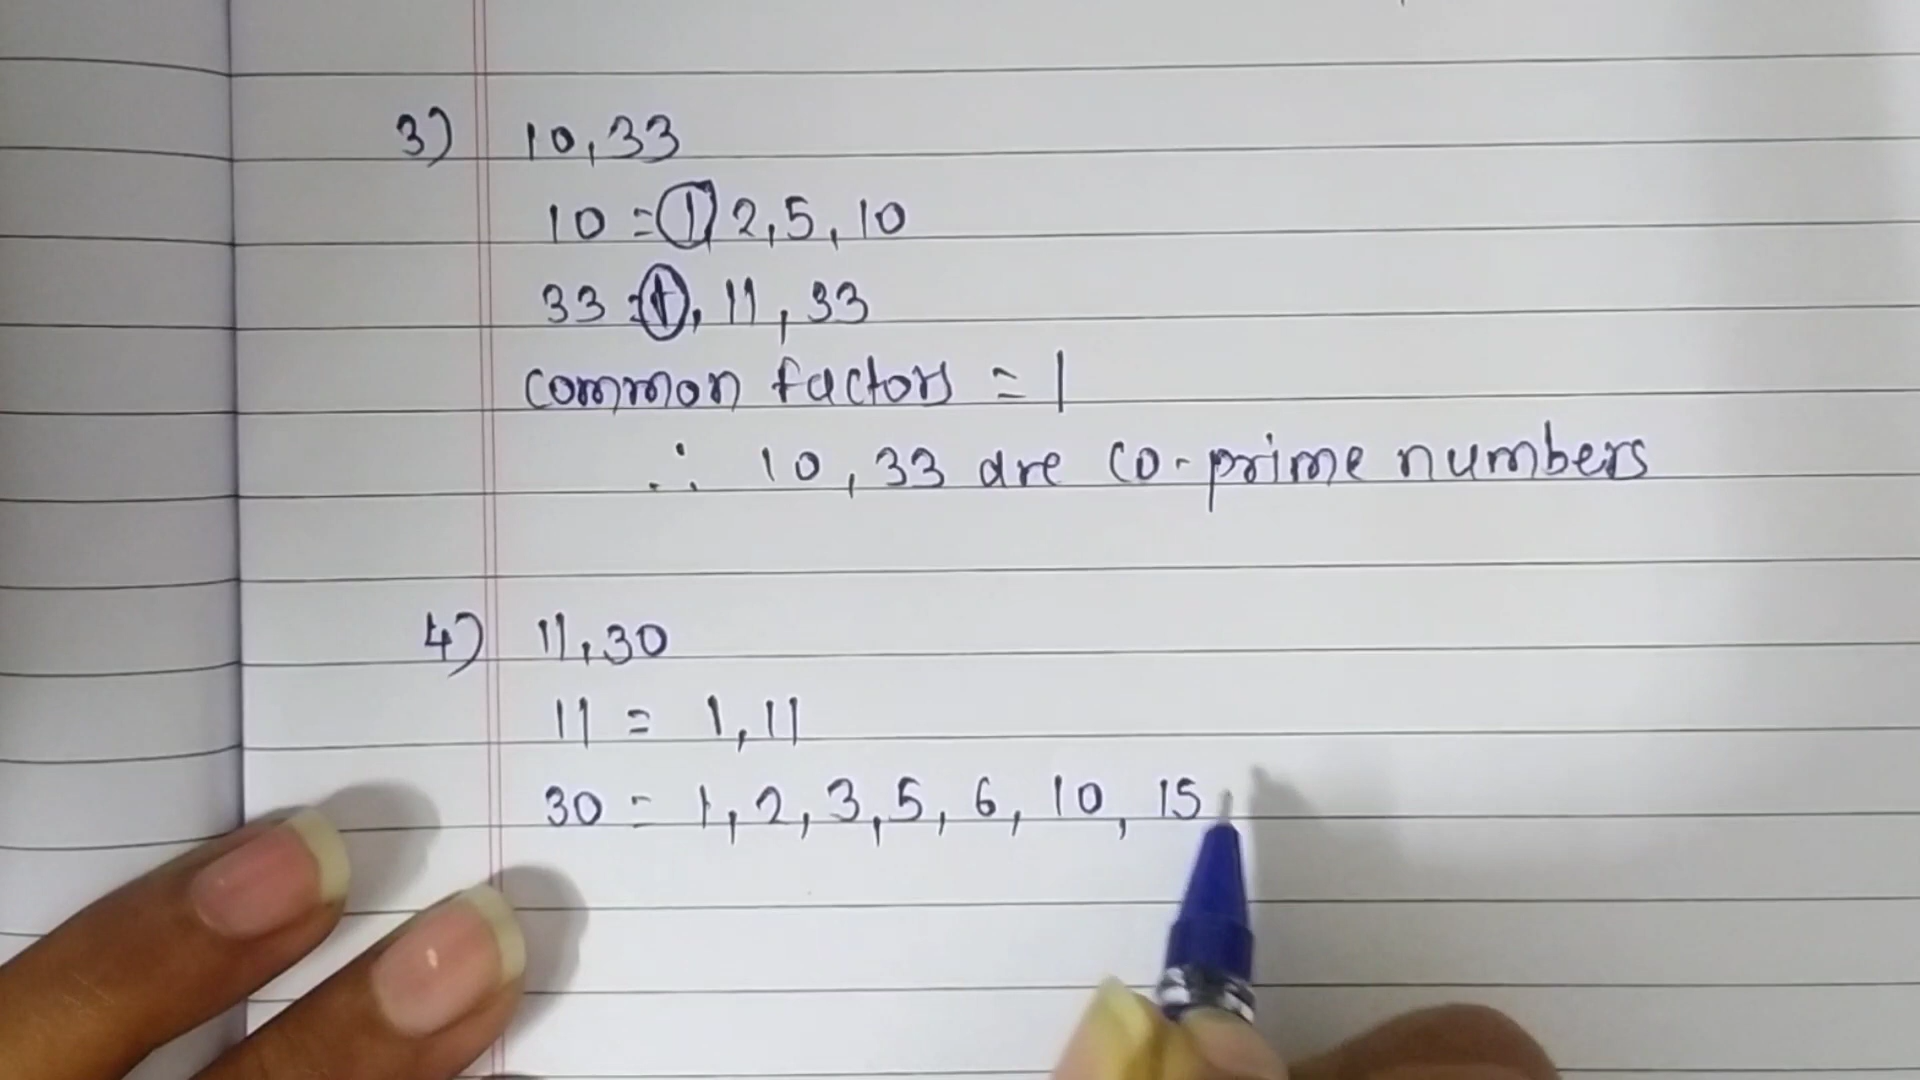 3) 10,33
10 = 1, 2, 5, 10
33 = 1, 11, 33
common factors = 1
∴ 10, 33 are co-prime numbers
4) 11,30
11 = 1, 11
30 = 1, 2, 3, 5, 6, 10, 15